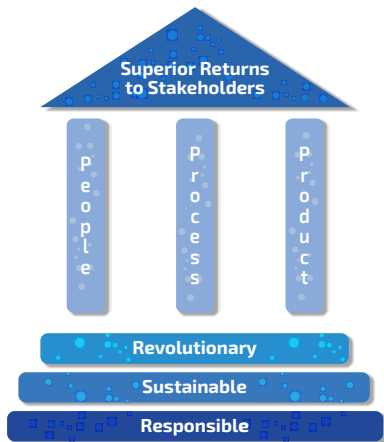 Superior Returns
to Stakeholders
People
Process
Product
Revolutionary
Sustainable
Responsible